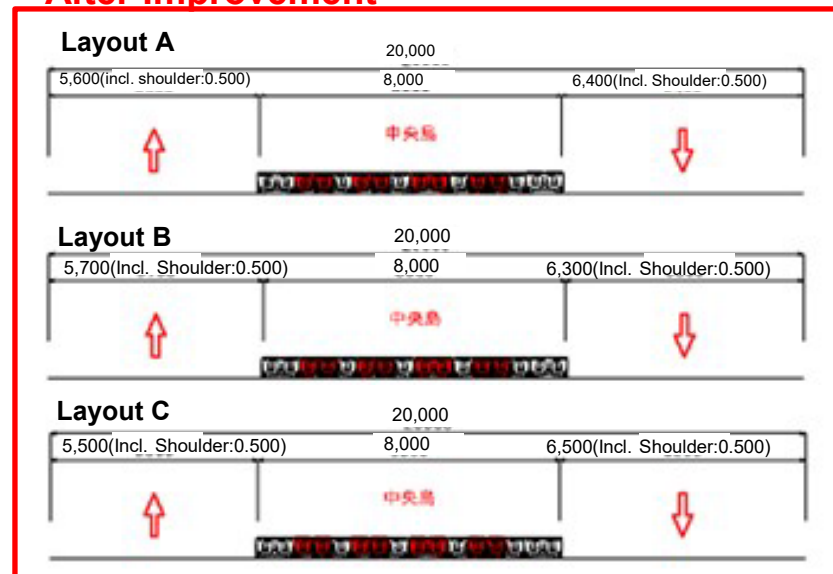 After Improvement
Layout A
20,000
5,600(incl. shoulder:0.500)
8,000
6,400(Incl. Shoulder:0.500)
中央島
Layout B
20,000
5,700(Incl. Shoulder:0.500)
8,000
6,300(Incl. Shoulder:0.500)
中央島
Layout C
20,000
5,500(Incl. Shoulder:0.500)
8,000
6,500(Incl. Shoulder:0.500)
中央島